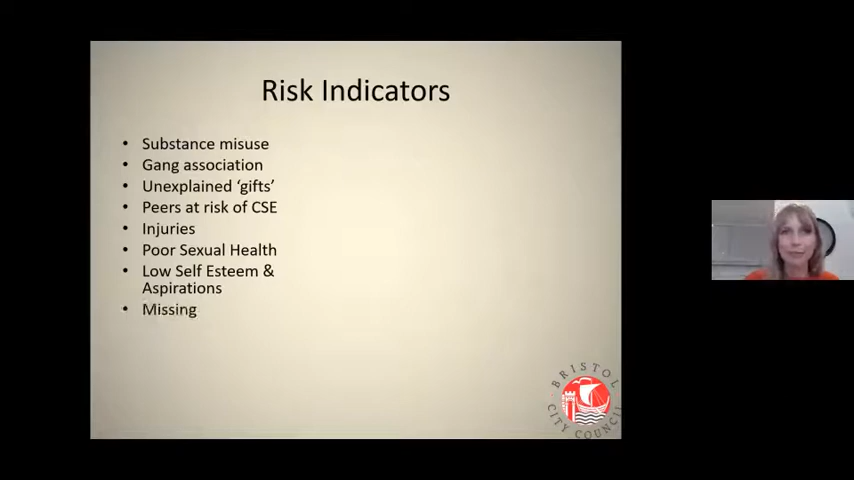 Risk Indicators
• Substance misuse
• Gang association
• Unexplained ‘gifts’
• Peers at risk of CSE
• Injuries
• Poor Sexual Health
• Low Self Esteem &
Aspirations
• Missing
BRISTOL
CITY COUNCIL